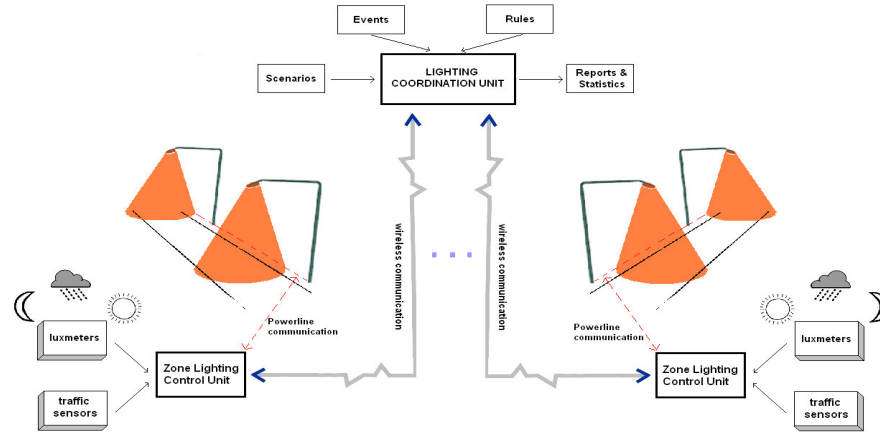 Events
Rules
Scenarios
LIGHTING
COORDINATION UNIT
Reports &
Statistics
wireless communication
wireless communication
Powerline
communication
Powerline
communication
luxmeters
luxmeters
Zone Lighting
Control Unit
Zone Lighting
Control Unit
traffic
sensors
traffic
sensors